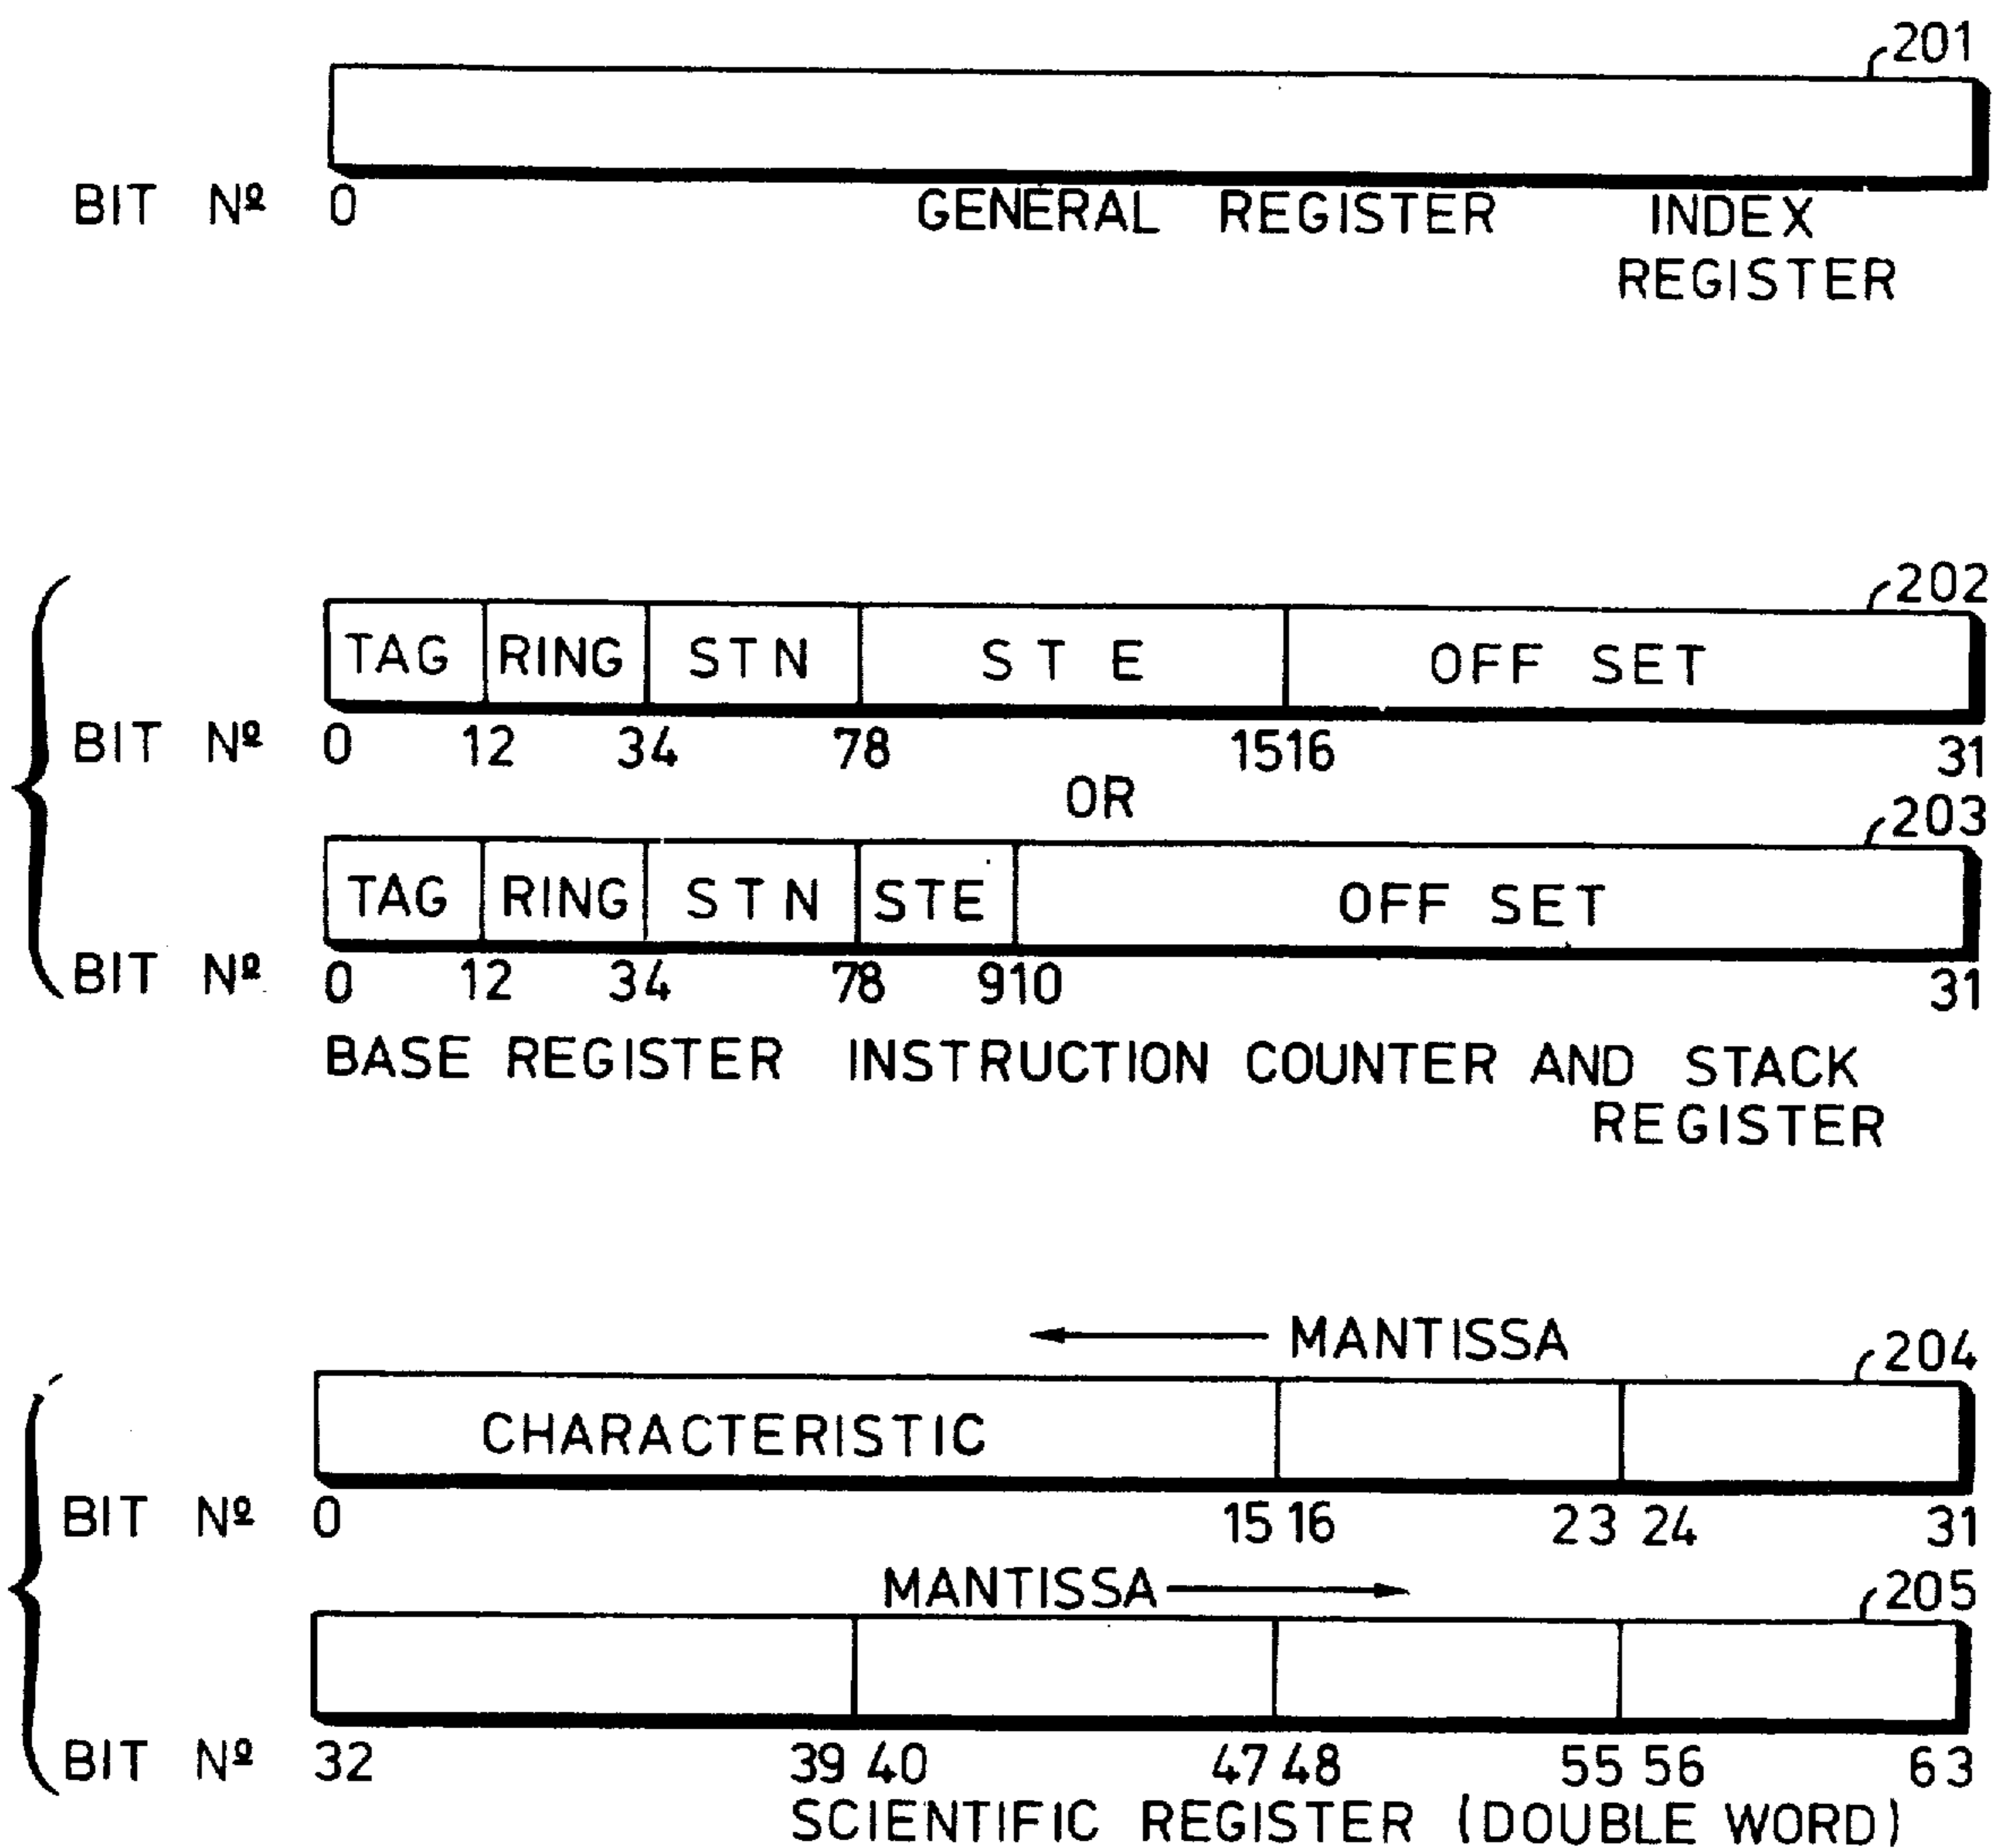 201
BIT Nº 0
GENERAL REGISTER INDEX
REGISTER
202
TAG RING STN STE OFF SET
BIT Nº 0 12 34 78 1516 31
OR
203
TAG RING STN STE OFF SET
BIT Nº 0 12 34 78 910 31
BASE REGISTER INSTRUCTION COUNTER AND STACK
REGISTER
MANTISSA
204
CHARACTERISTIC
BIT Nº 0 15 16 23 24 31
MANTISSA
205
BIT Nº 32 39 40 47 48 55 56 63
SCIENTIFIC REGISTER (DOUBLE WORD)